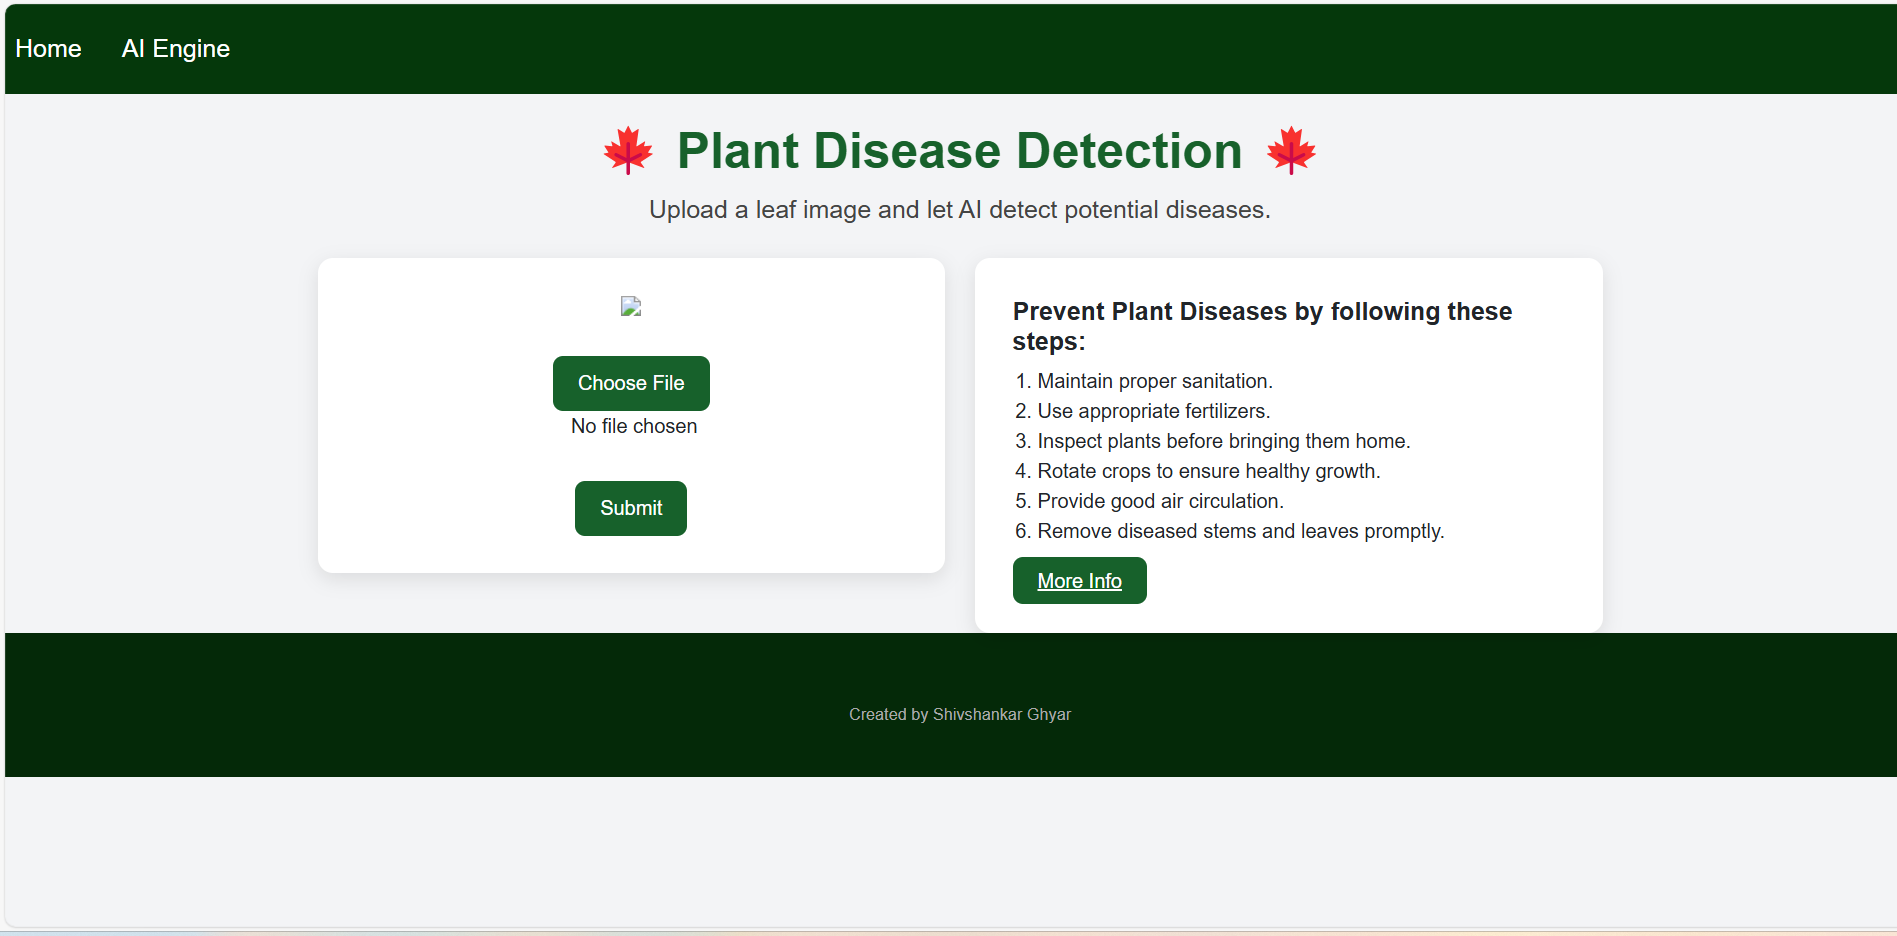 Home
AI Engine
🍁 Plant Disease Detection 🍁
Upload a leaf image and let AI detect potential diseases.
Choose File
No file chosen
Submit
Prevent Plant Diseases by following these
steps:
1. Maintain proper sanitation.
2. Use appropriate fertilizers.
3. Inspect plants before bringing them home.
4. Rotate crops to ensure healthy growth.
5. Provide good air circulation.
6. Remove diseased stems and leaves promptly.
More Info
Created by Shivshankar Ghyar